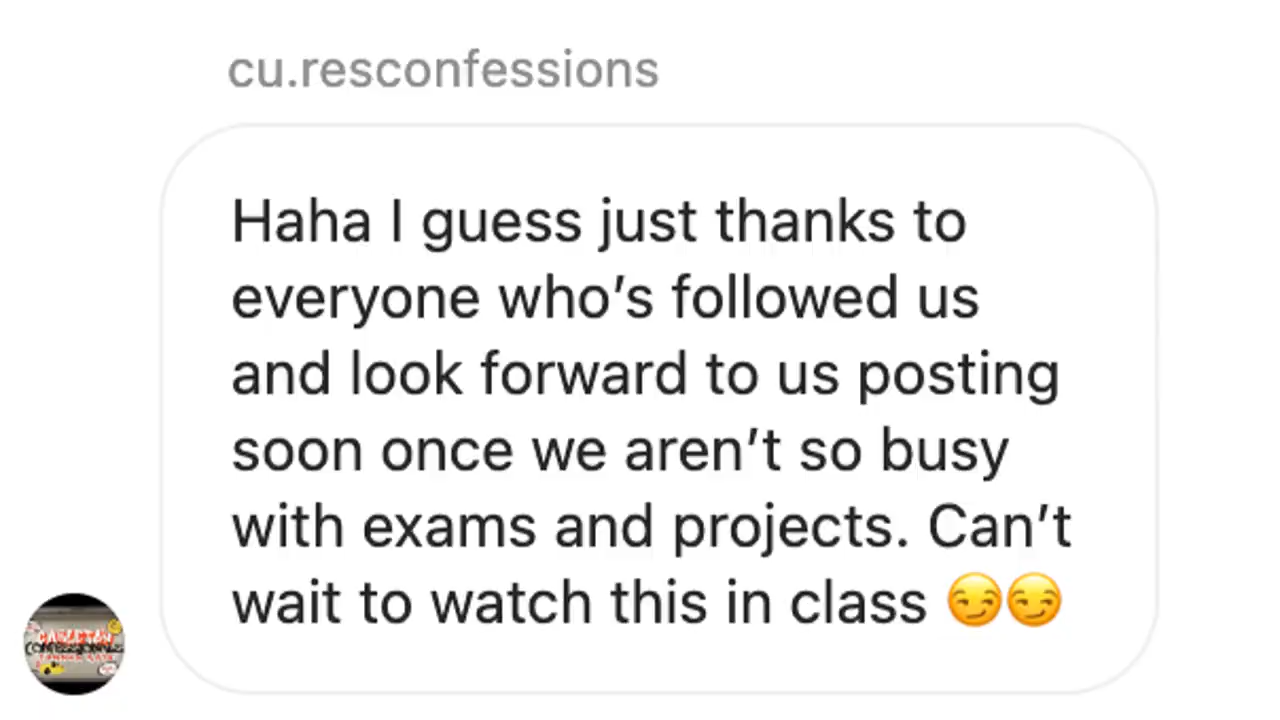 cu.resconfessions
Haha I guess just thanks to
everyone who’s followed us
and look forward to us posting
soon once we aren’t so busy
with exams and projects. Can’t
wait to watch this in class 😏😏
CONFESSIONALS